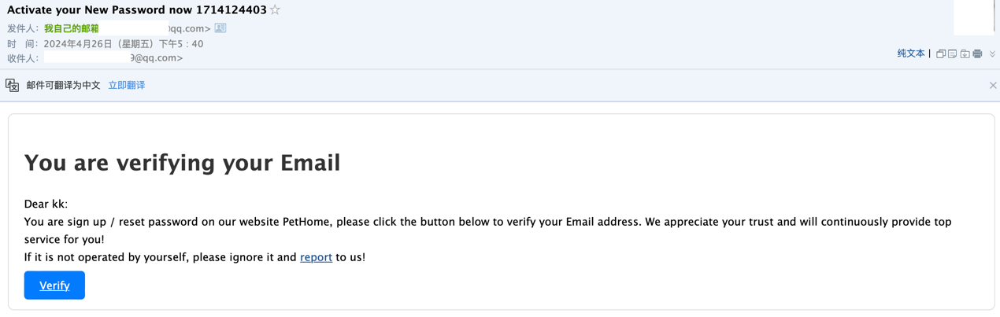 Activate your New Password now 1714124403
发件人：我自己的邮箱 @qq.com>
时 间：2024年4月26日（星期五）下午5：40
收件人： 9@qq.com>
纯文本 |
邮件可翻译为中文 立即翻译
You are verifying your Email
Dear kk:
You are sign up / reset password on our website PetHome, please click the button below to verify your Email address. We appreciate your trust and will continuously provide top
service for you!
If it is not operated by yourself, please ignore it and report to us!
Verify